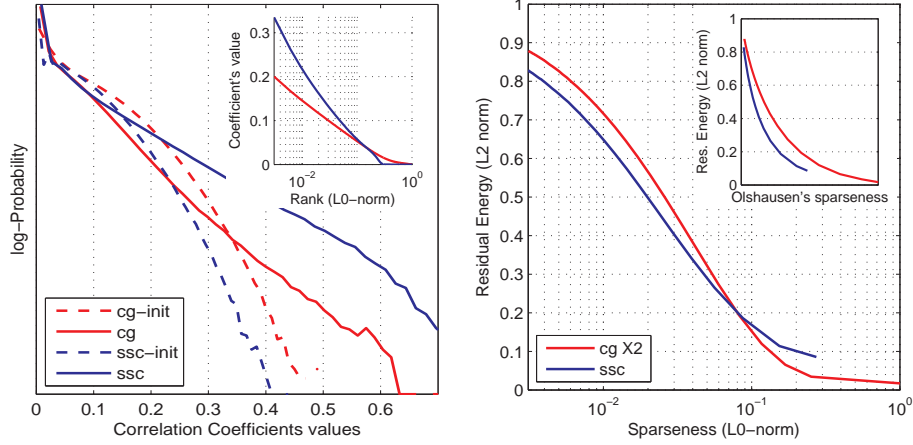 log−Probability
0
0.1
0.2
0.3
0.4
0.5
0.6
Correlation Coefficients values
cg−init
cg
ssc−init
ssc
Coefficient's value
0.3
0.2
0.1
0
10−2
100
Rank (L0−norm)
Residual Energy (L2 norm)
1
0.9
0.8
0.7
0.6
0.5
0.4
0.3
0.2
0.1
0
10−2
10−1
100
Sparseness (L0−norm)
cg X2
ssc
Res. Energy (L2 norm)
1
0.8
0.6
0.4
0.2
0
Olshausen's sparseness